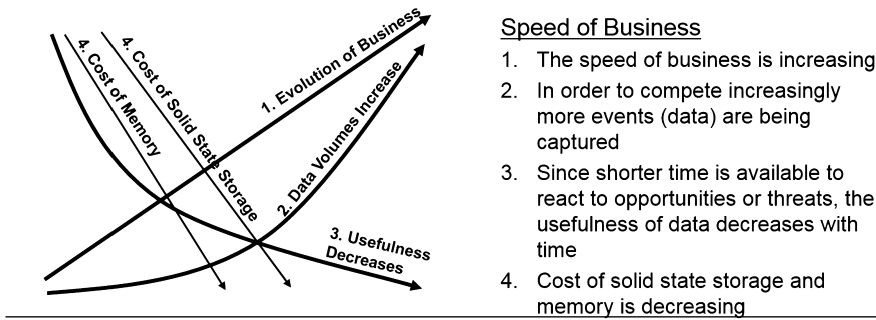 4. Cost of Memory
4. Cost of Solid State Storage
1. Evolution of Business
2. Data Volumes Increase
3. Usefulness
Decreases
Speed of Business
1. The speed of business is increasing
2. In order to compete increasingly
more events (data) are being
captured
3. Since shorter time is available to
react to opportunities or threats, the
usefulness of data decreases with
time
4. Cost of solid state storage and
memory is decreasing